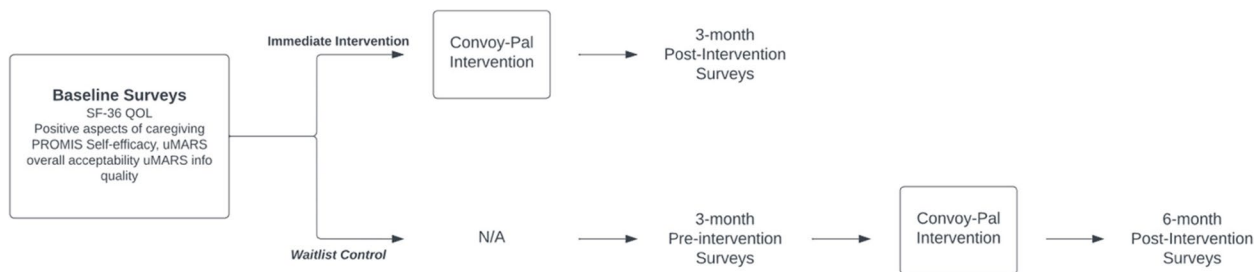 Baseline Surveys
SF-36 QOL
Positive aspects of caregiving
PROMIS Self-efficacy, uMARS
overall acceptability uMARS info
quality
Immediate Intervention
Convoy-Pal
Intervention
3-month
Post-Intervention
Surveys
Waitlist Control
N/A
3-month
Pre-intervention
Surveys
Convoy-Pal
Intervention
6-month
Post-Intervention
Surveys